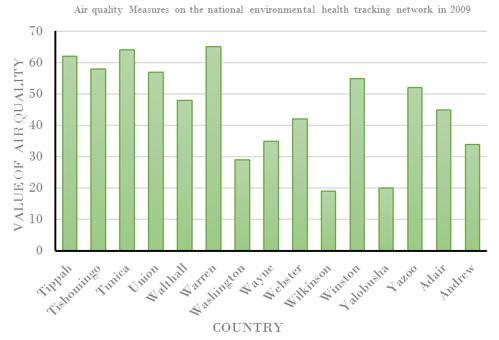 Air quality Measures on the national environmental health tracking network in 2009
VALUE OF AIR QUALITY
70
60
50
40
30
20
10
0
Tippah
Tishomingo
Tunica
Union
Walthall
Warren
Washington
Wayne
Webster
Wilkinson
Winston
Yalobusha
Yazoo
Adair
Andrew
COUNTRY